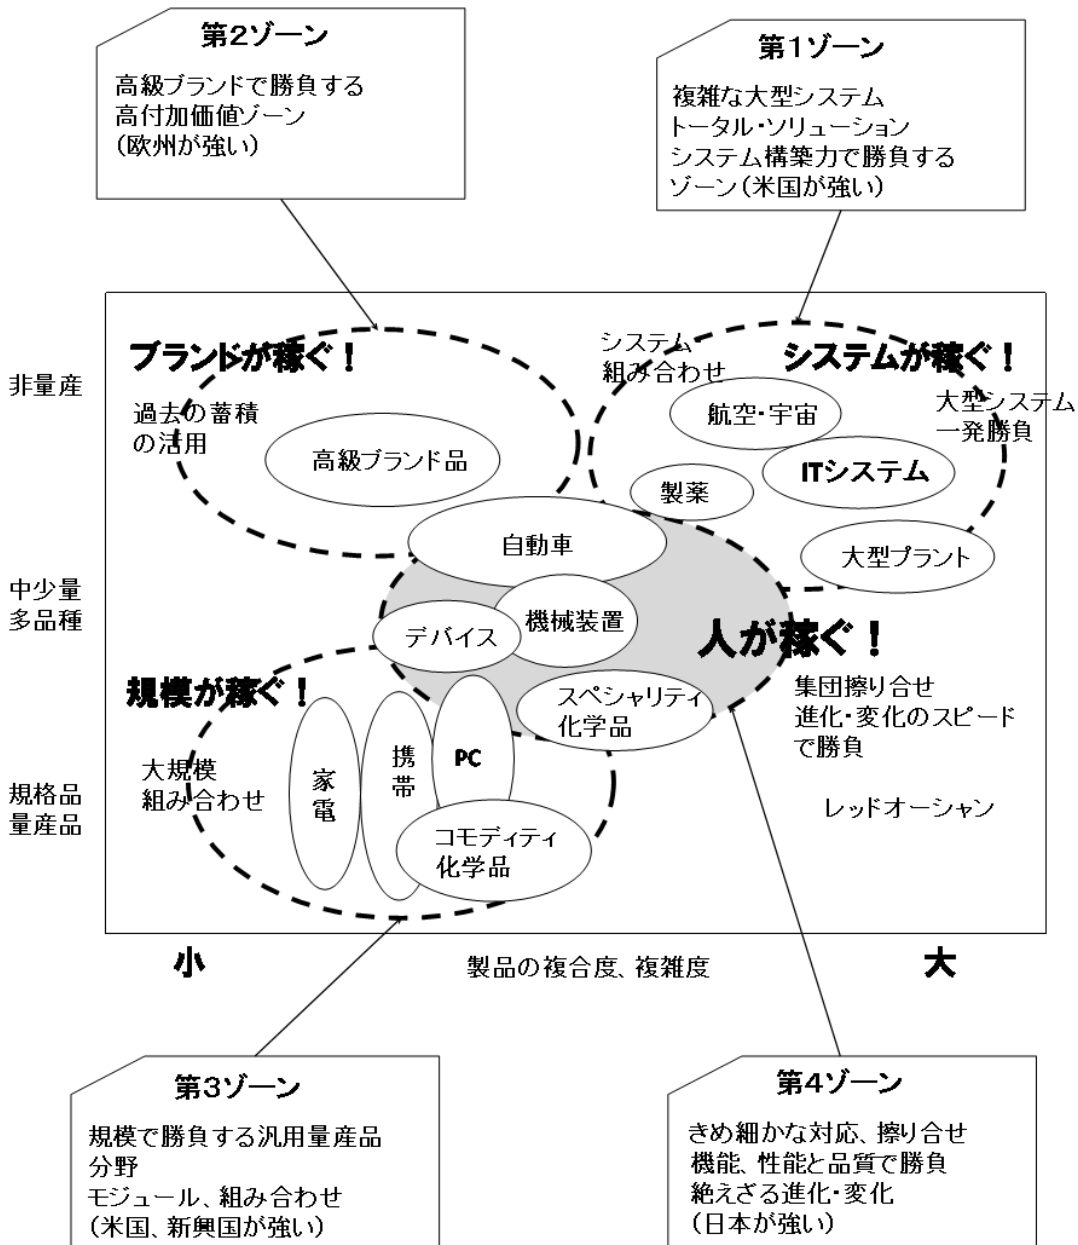 第2ゾーン
高級ブランドで勝負する
高付加価値ゾーン
(欧州が強い)
第1ゾーン
複雑な大型システム
トータル・ソリューション
システム構築力で勝負する
ゾーン(米国が強い)
ブランドが稼ぐ!
過去の蓄積
の活用
高級ブランド品
システム
組み合わせ
システムが稼ぐ!
大型システム
一発勝負
航空・宇宙
ITシステム
製薬
大型プラント
非量産
中少量
多品種
規格品
量産品
自動車
機械装置
デバイス
スペシャリティ
化学品
人が稼ぐ!
集団擦り合せ
進化・変化のスピード
で勝負
レッドオーシャン
規模が稼ぐ!
大規模
組み合わせ
家電
携帯
PC
コモディティ
化学品
小
製品の複合度、複雑度
大
第3ゾーン
規模で勝負する汎用量産品
分野
モジュール、組み合わせ
(米国、新興国が強い)
第4ゾーン
きめ細かな対応、擦り合せ
機能、性能と品質で勝負
絶えざる進化・変化
(日本が強い)